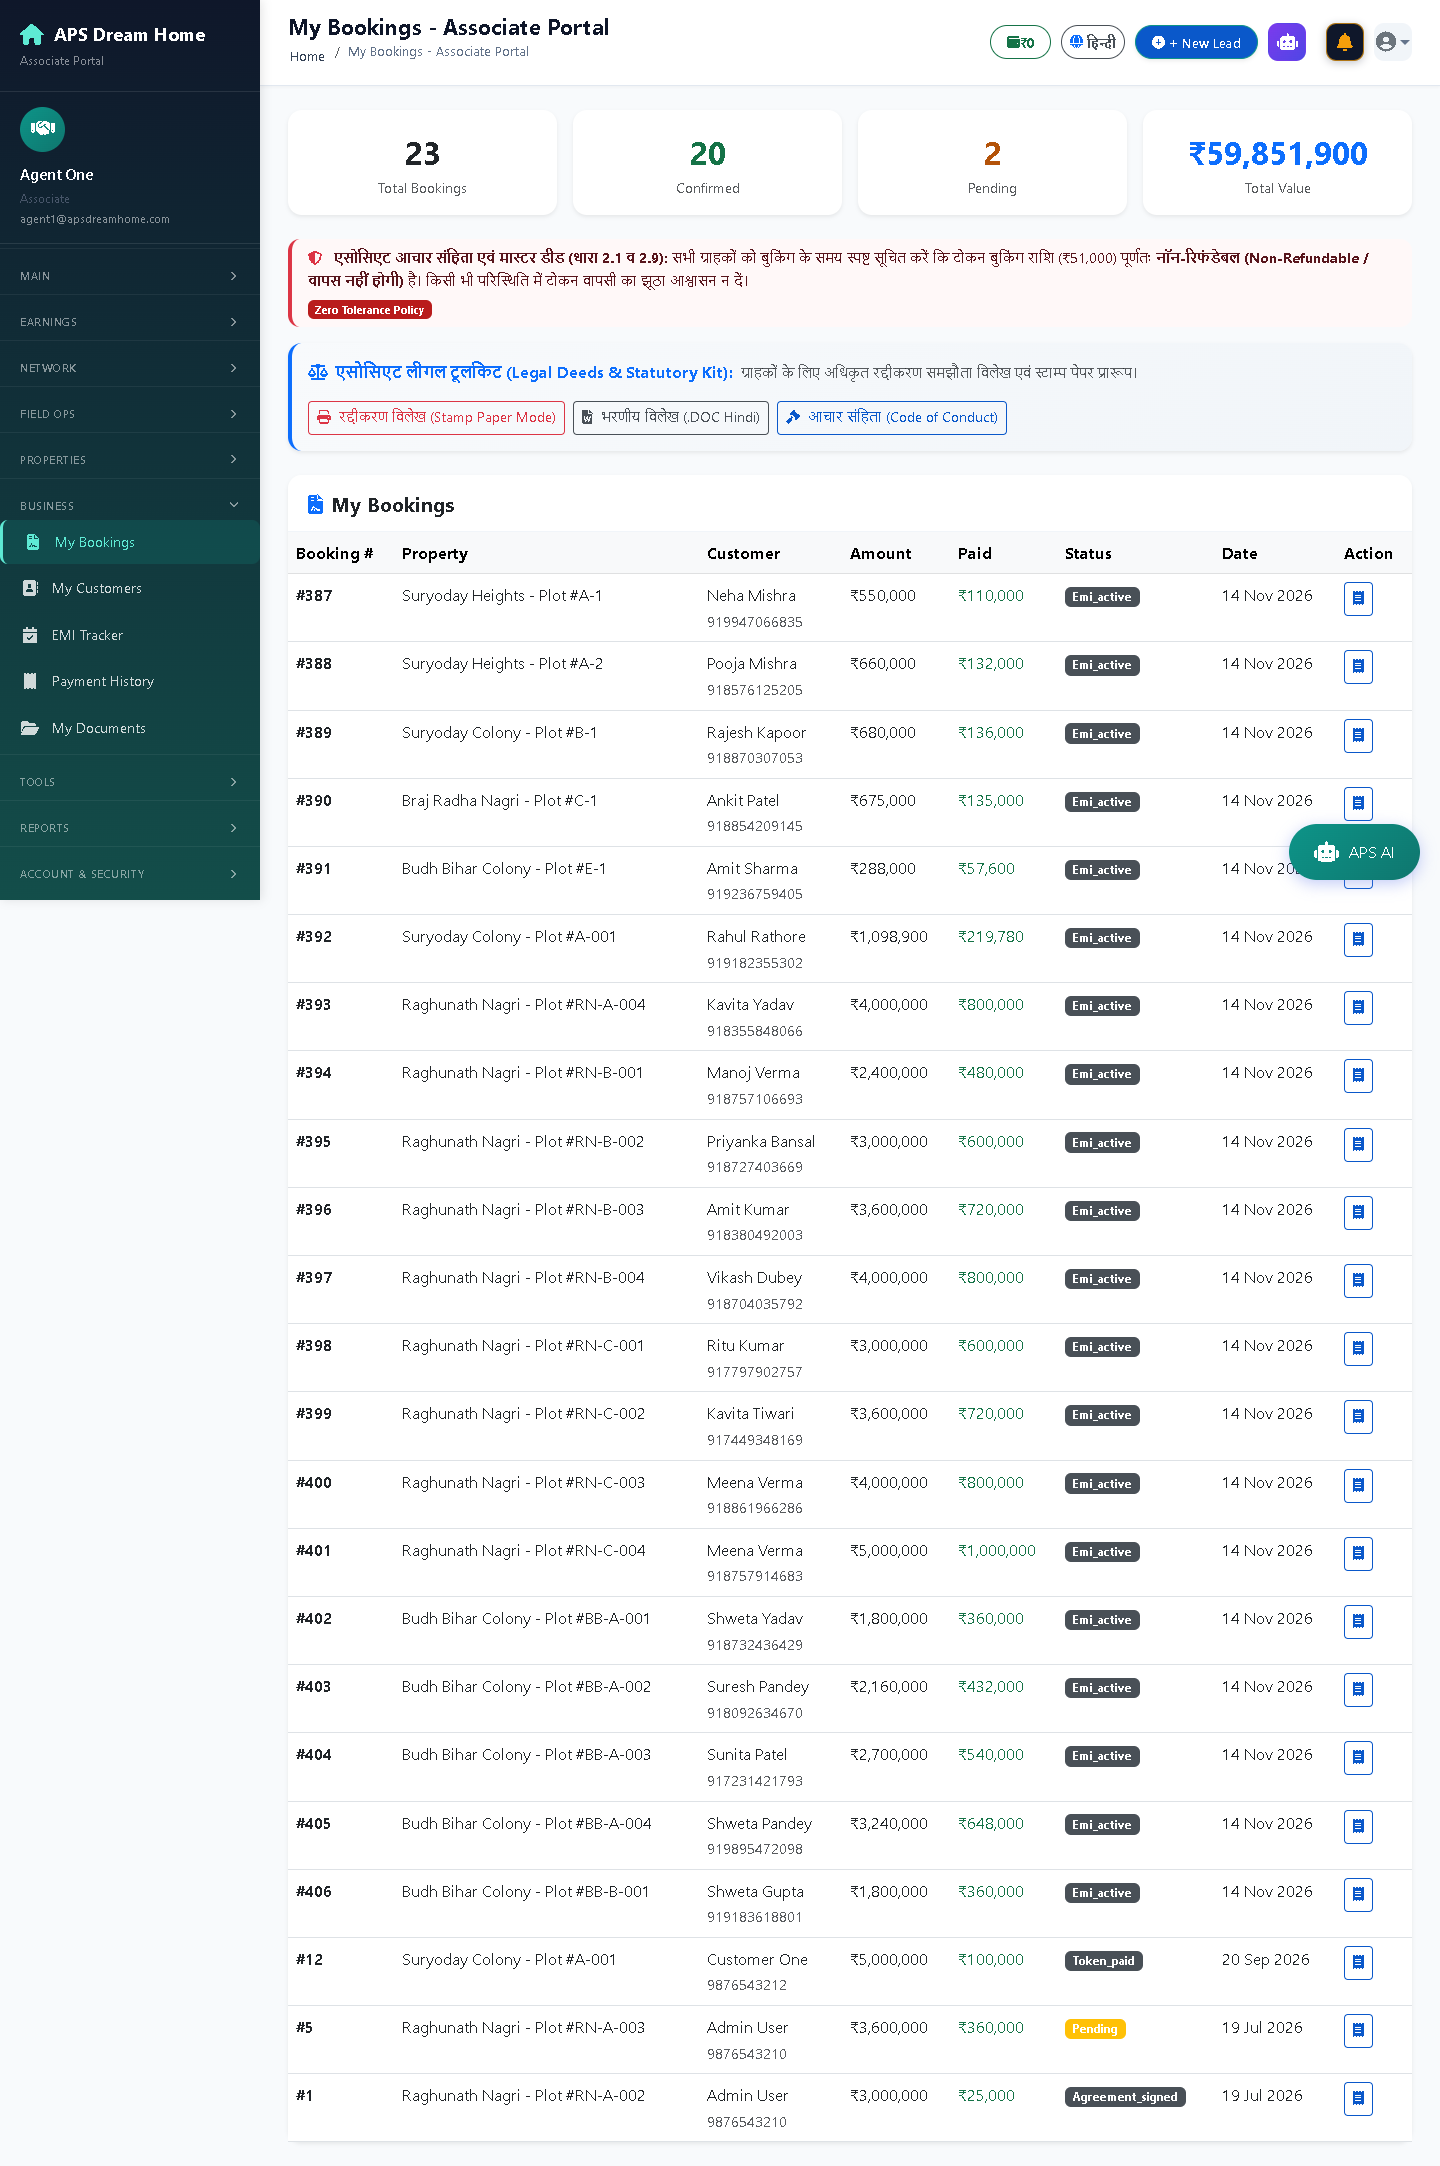 APS Dream Home
Associate Portal
Agent One
Associate
agent1@apsdreamhome.com
MAIN
EARNINGS
NETWORK
FIELD OPS
PROPERTIES
BUSINESS
My Bookings
My Customers
EMI Tracker
Payment History
My Documents
TOOLS
REPORTS
ACCOUNT & SECURITY
My Bookings - Associate Portal
Home / My Bookings - Associate Portal
₹0
हिन्दी
+ New Lead
23
Total Bookings
20
Confirmed
2
Pending
₹59,851,900
Total Value
एसोसिएट आचार संहिता एवं मास्टर डीड (धारा 2.1 व 2.9): सभी ग्राहकों को बुकिंग के समय स्पष्ट सूचित करें कि टोकन बुकिंग राशि (₹51,000) पूर्णतः नॉन-रिफंडेबल (Non-Refundable /
वापस नहीं होगी) है। किसी भी परिस्थिति में टोकन वापसी का झूठा आश्वासन न दें।
Zero Tolerance Policy
एसोसिएट लीगल टूलकिट (Legal Deeds & Statutory Kit): ग्राहकों के लिए अधिकृत रद्दीकरण समझौता विलेख एवं स्टाम्प पेपर प्रारूप।
रद्दीकरण विलेख (Stamp Paper Mode)
भरणीय विलेख (.DOC Hindi)
आचार संहिता (Code of Conduct)
My Bookings
Booking # Property Customer Amount Paid Status Date Action
#387 Suryoday Heights - Plot #A-1 Neha Mishra ₹550,000 ₹110,000 Emi_active 14 Nov 2026
919947066835
#388 Suryoday Heights - Plot #A-2 Pooja Mishra ₹660,000 ₹132,000 Emi_active 14 Nov 2026
918576125205
#389 Suryoday Colony - Plot #B-1 Rajesh Kapoor ₹680,000 ₹136,000 Emi_active 14 Nov 2026
918870307053
#390 Braj Radha Nagri - Plot #C-1 Ankit Patel ₹675,000 ₹135,000 Emi_active 14 Nov 2026
918854209145
#391 Budh Bihar Colony - Plot #E-1 Amit Sharma ₹288,000 ₹57,600 Emi_active 14 Nov
919236759405
APS AI
#392 Suryoday Colony - Plot #A-001 Rahul Rathore ₹1,098,900 ₹219,780 Emi_active 14 Nov 2026
919182355302
#393 Raghunath Nagri - Plot #RN-A-004 Kavita Yadav ₹4,000,000 ₹800,000 Emi_active 14 Nov 2026
918355848066
#394 Raghunath Nagri - Plot #RN-B-001 Manoj Verma ₹2,400,000 ₹480,000 Emi_active 14 Nov 2026
918757106693
#395 Raghunath Nagri - Plot #RN-B-002 Priyanka Bansal ₹3,000,000 ₹600,000 Emi_active 14 Nov 2026
918727403669
#396 Raghunath Nagri - Plot #RN-B-003 Amit Kumar ₹3,600,000 ₹720,000 Emi_active 14 Nov 2026
918380492003
#397 Raghunath Nagri - Plot #RN-B-004 Vikash Dubey ₹4,000,000 ₹800,000 Emi_active 14 Nov 2026
918704035792
#398 Raghunath Nagri - Plot #RN-C-001 Ritu Kumar ₹3,000,000 ₹600,000 Emi_active 14 Nov 2026
917797902757
#399 Raghunath Nagri - Plot #RN-C-002 Kavita Tiwari ₹3,600,000 ₹720,000 Emi_active 14 Nov 2026
917449348169
#400 Raghunath Nagri - Plot #RN-C-003 Meena Verma ₹4,000,000 ₹800,000 Emi_active 14 Nov 2026
918861966286
#401 Raghunath Nagri - Plot #RN-C-004 Meena Verma ₹5,000,000 ₹1,000,000 Emi_active 14 Nov 2026
918757914683
#402 Budh Bihar Colony - Plot #BB-A-001 Shweta Yadav ₹1,800,000 ₹360,000 Emi_active 14 Nov 2026
918732436429
#403 Budh Bihar Colony - Plot #BB-A-002 Suresh Pandey ₹2,160,000 ₹432,000 Emi_active 14 Nov 2026
918092634670
#404 Budh Bihar Colony - Plot #BB-A-003 Sunita Patel ₹2,700,000 ₹540,000 Emi_active 14 Nov 2026
917231421793
#405 Budh Bihar Colony - Plot #BB-A-004 Shweta Pandey ₹3,240,000 ₹648,000 Emi_active 14 Nov 2026
919895472098
#406 Budh Bihar Colony - Plot #BB-B-001 Shweta Gupta ₹1,800,000 ₹360,000 Emi_active 14 Nov 2026
919183618801
#12 Suryoday Colony - Plot #A-001 Customer One ₹5,000,000 ₹100,000 Token_paid 20 Sep 2026
9876543212
#5 Raghunath Nagri - Plot #RN-A-003 Admin User ₹3,600,000 ₹360,000 Pending 19 Jul 2026
9876543210
#1 Raghunath Nagri - Plot #RN-A-002 Admin User ₹3,000,000 ₹25,000 Agreement_signed 19 Jul 2026
9876543210